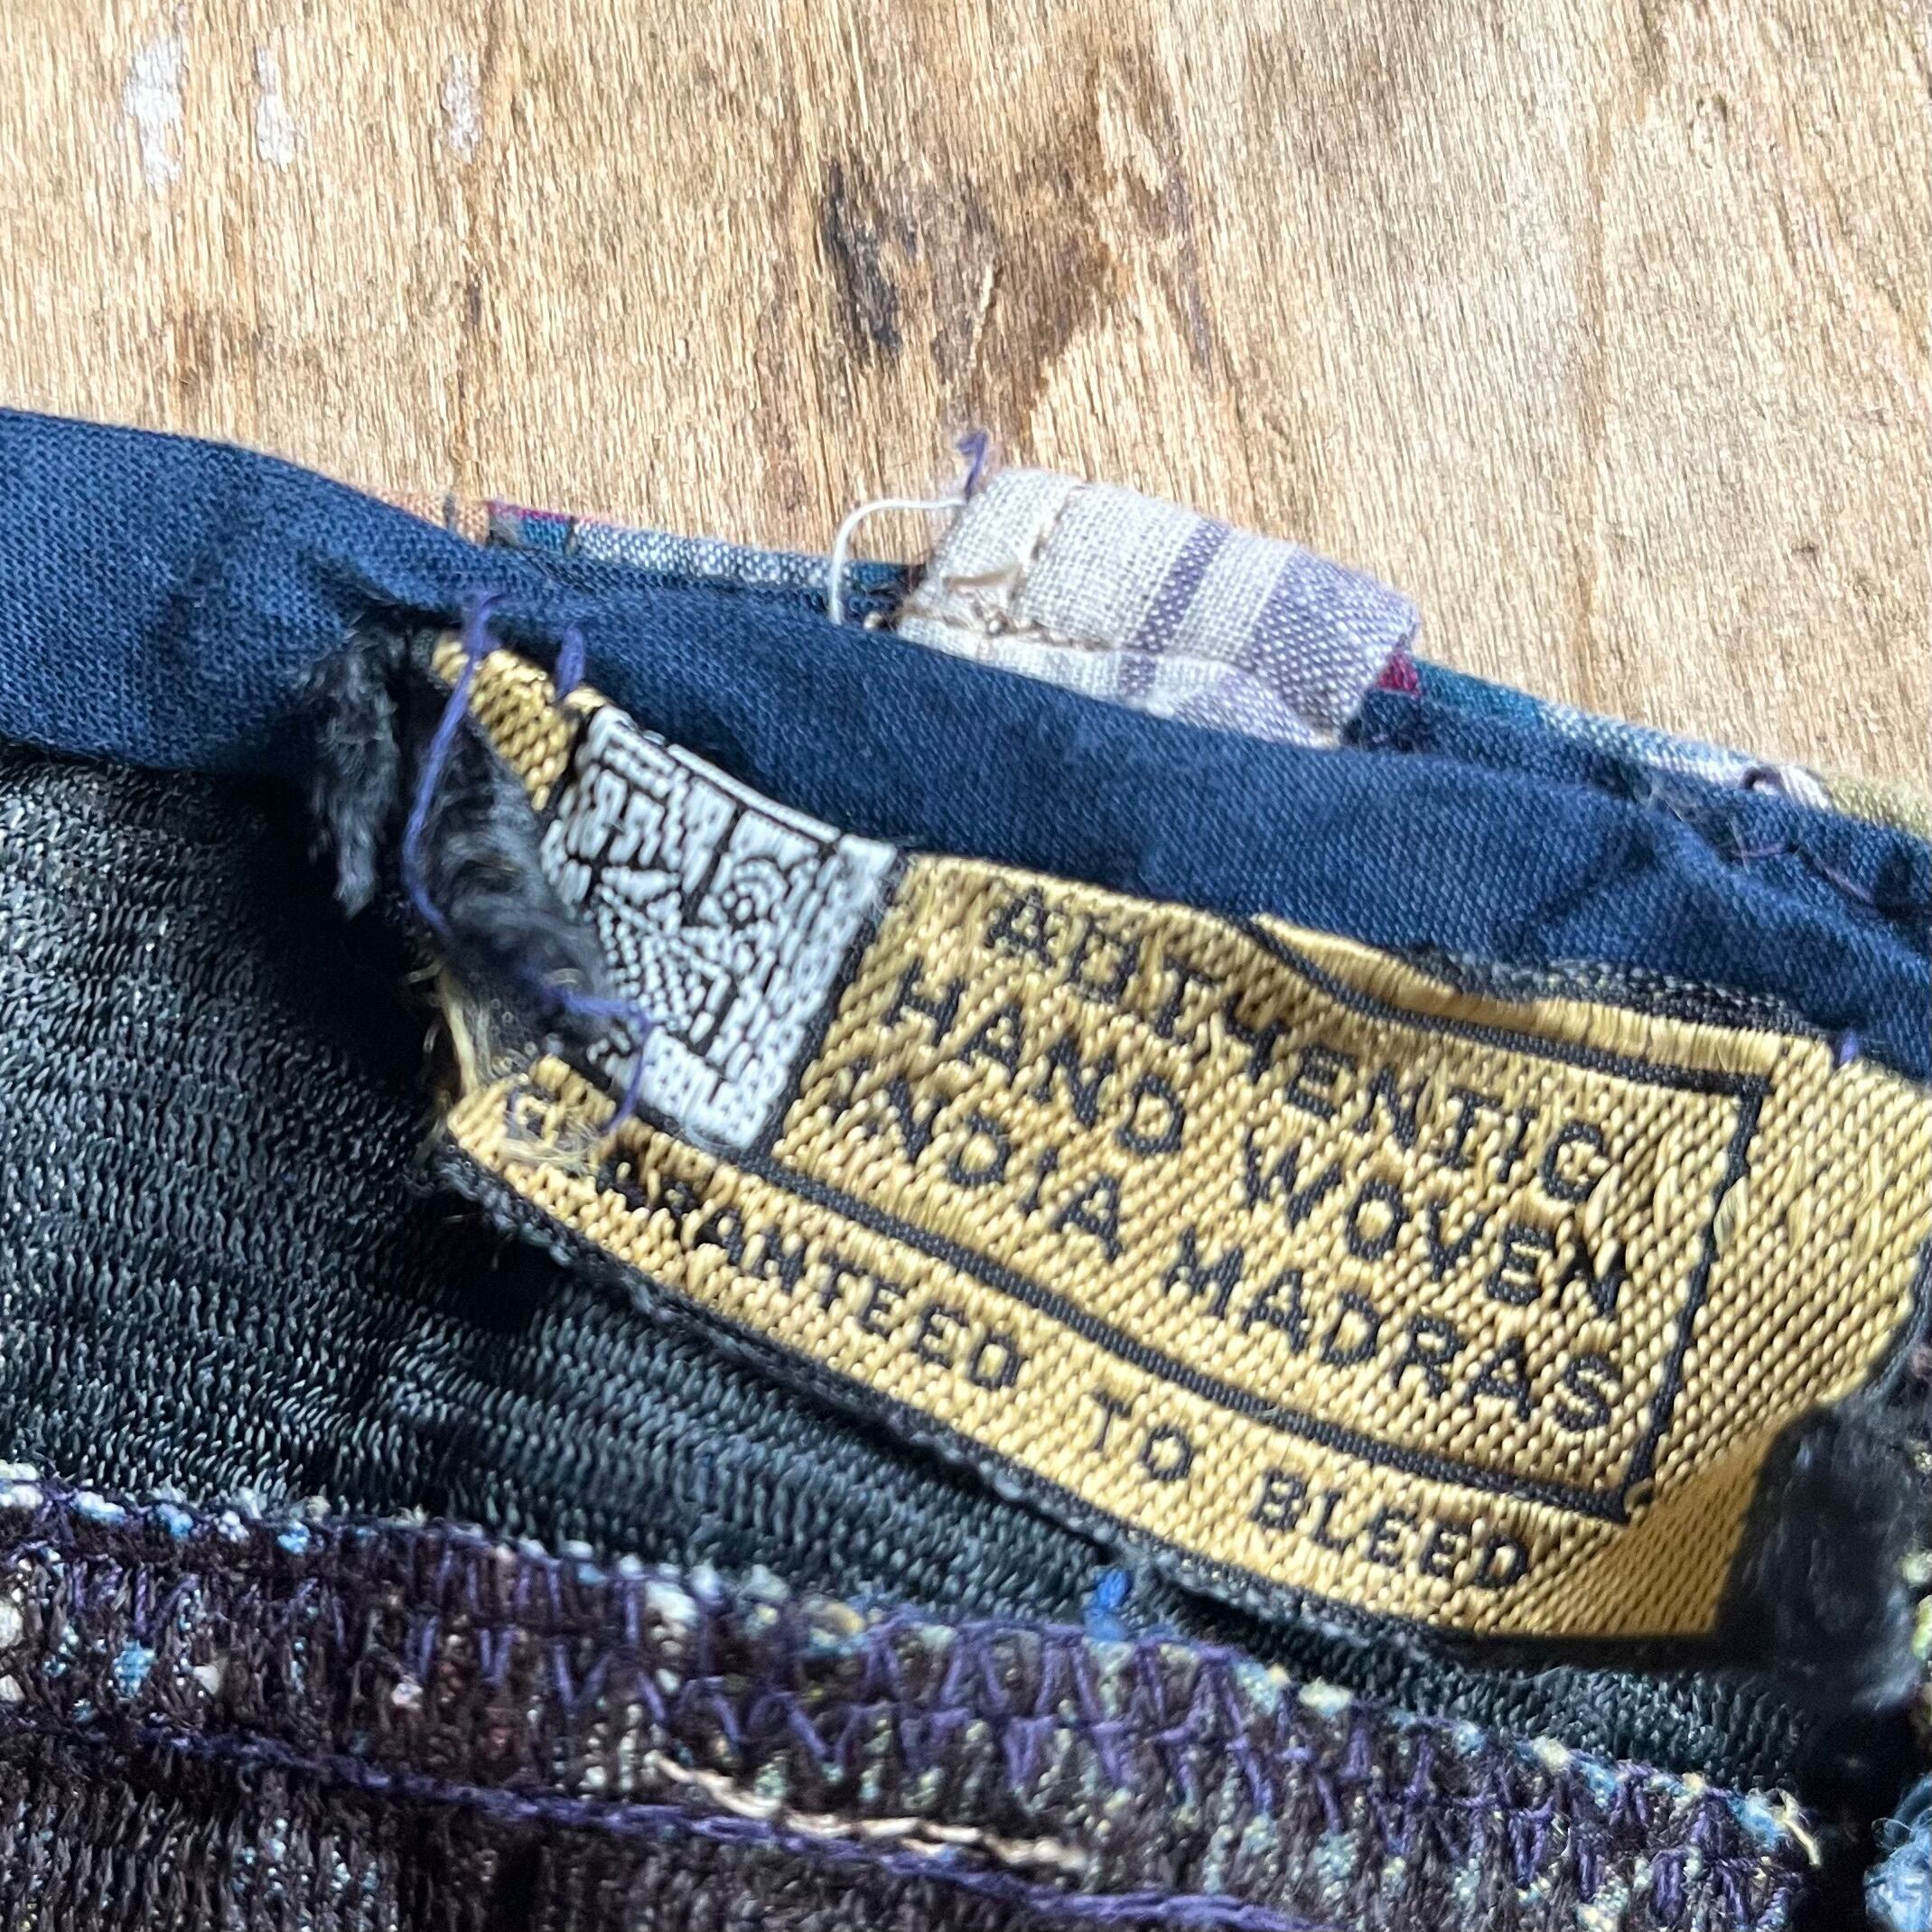 AUTHENTIC
HAND WOVEN
INDIA MADRAS
GUARANTEED TO BLEED